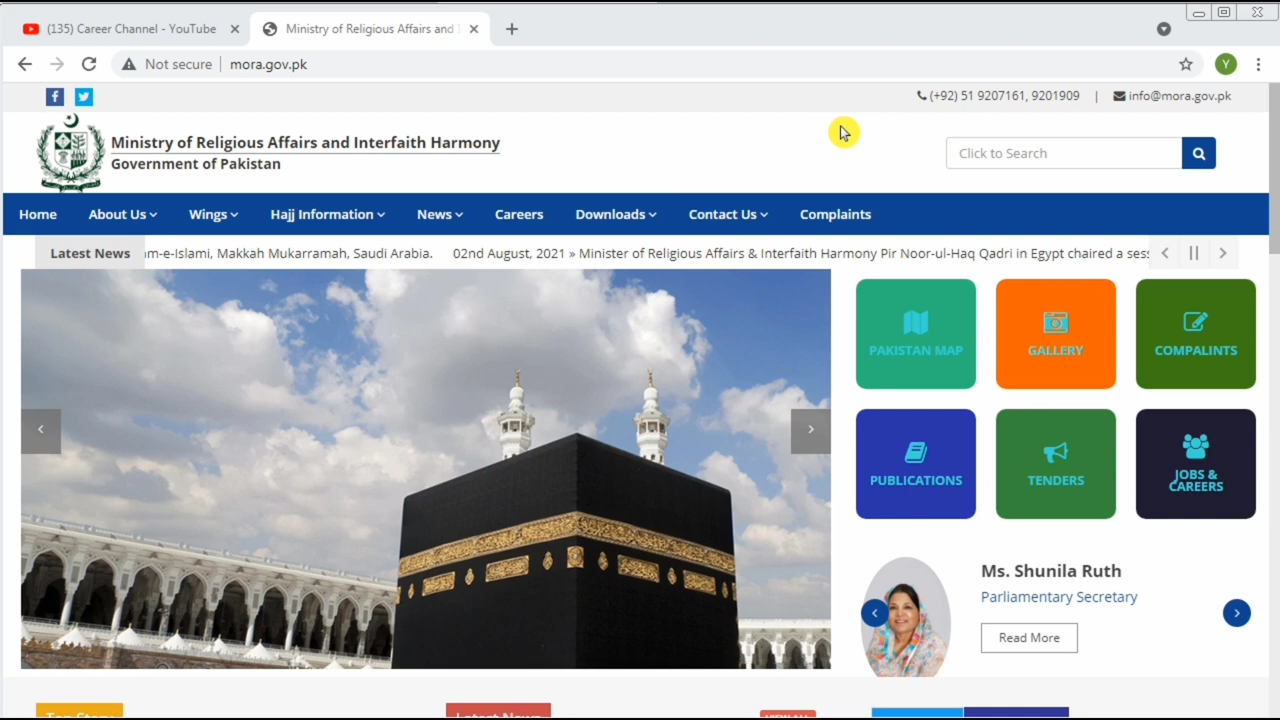 (135) Career Channel - YouTube
Ministry of Religious Affairs and
Not secure
mora.gov.pk
Y
(+92) 51 9207161, 9201909 |
info@mora.gov.pk
Ministry of Religious Affairs and Interfaith Harmony
Government of Pakistan
Click to Search
Home About Us Wings Hajj Information News Careers Downloads Contact Us Complaints
Latest News
m-e-Islami, Makkah Mukarramah, Saudi Arabia. 02nd August, 2021 » Minister of Religious Affairs & Interfaith Harmony Pir Noor-ul-Haq Qadri in Egypt chaired a sess
PAKISTAN MAP
GALLERY
COMPALINTS
PUBLICATIONS
TENDERS
JOBS &
CAREERS
Ms. Shunila Ruth
Parliamentary Secretary
Read More